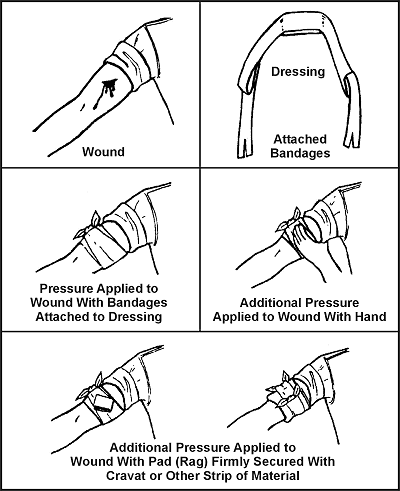 Wound
Dressing
Attached
Bandages
Pressure Applied to
Wound With Bandages
Attached to Dressing
Additional Pressure
Applied to Wound With Hand
Additional Pressure Applied to
Wound With Pad (Rag) Firmly Secured With
Cravat or Other Strip of Material